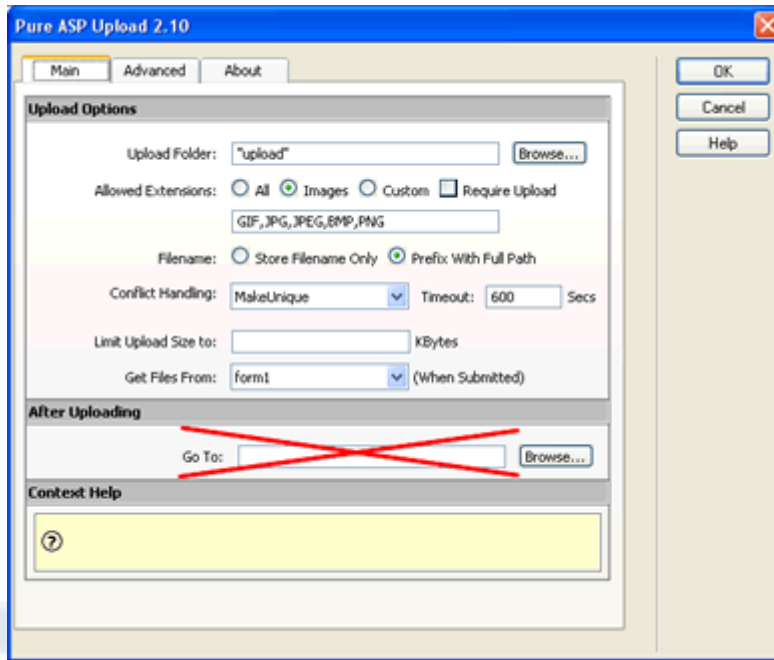 Pure ASP Upload 2.10
Main Advanced About
OK
Cancel
Help
Upload Options
Upload Folder: "upload" Browse...
Allowed Extensions: All Images Custom Require Upload
GIF,JPG,JPEG,BMP,PNG
Filename: Store Filename Only Prefix With Full Path
Conflict Handling: MakeUnique Timeout: 600 Secs
Limit Upload Size to: KBytes
Get Files From: form1 (When Submitted)
After Uploading
Go To: Browse...
Context Help
?